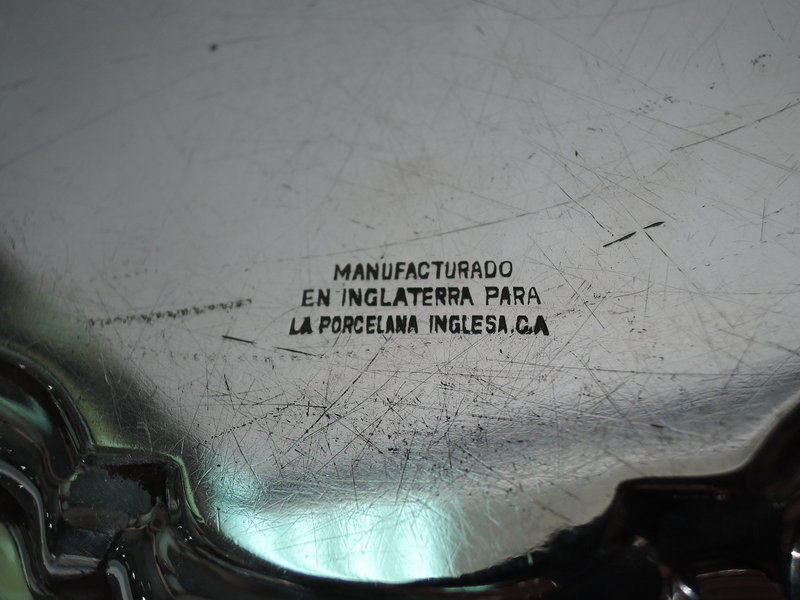 MANUFACTURADO
EN INGLATERRA PARA
LA PORCELANA INGLESA.C.A